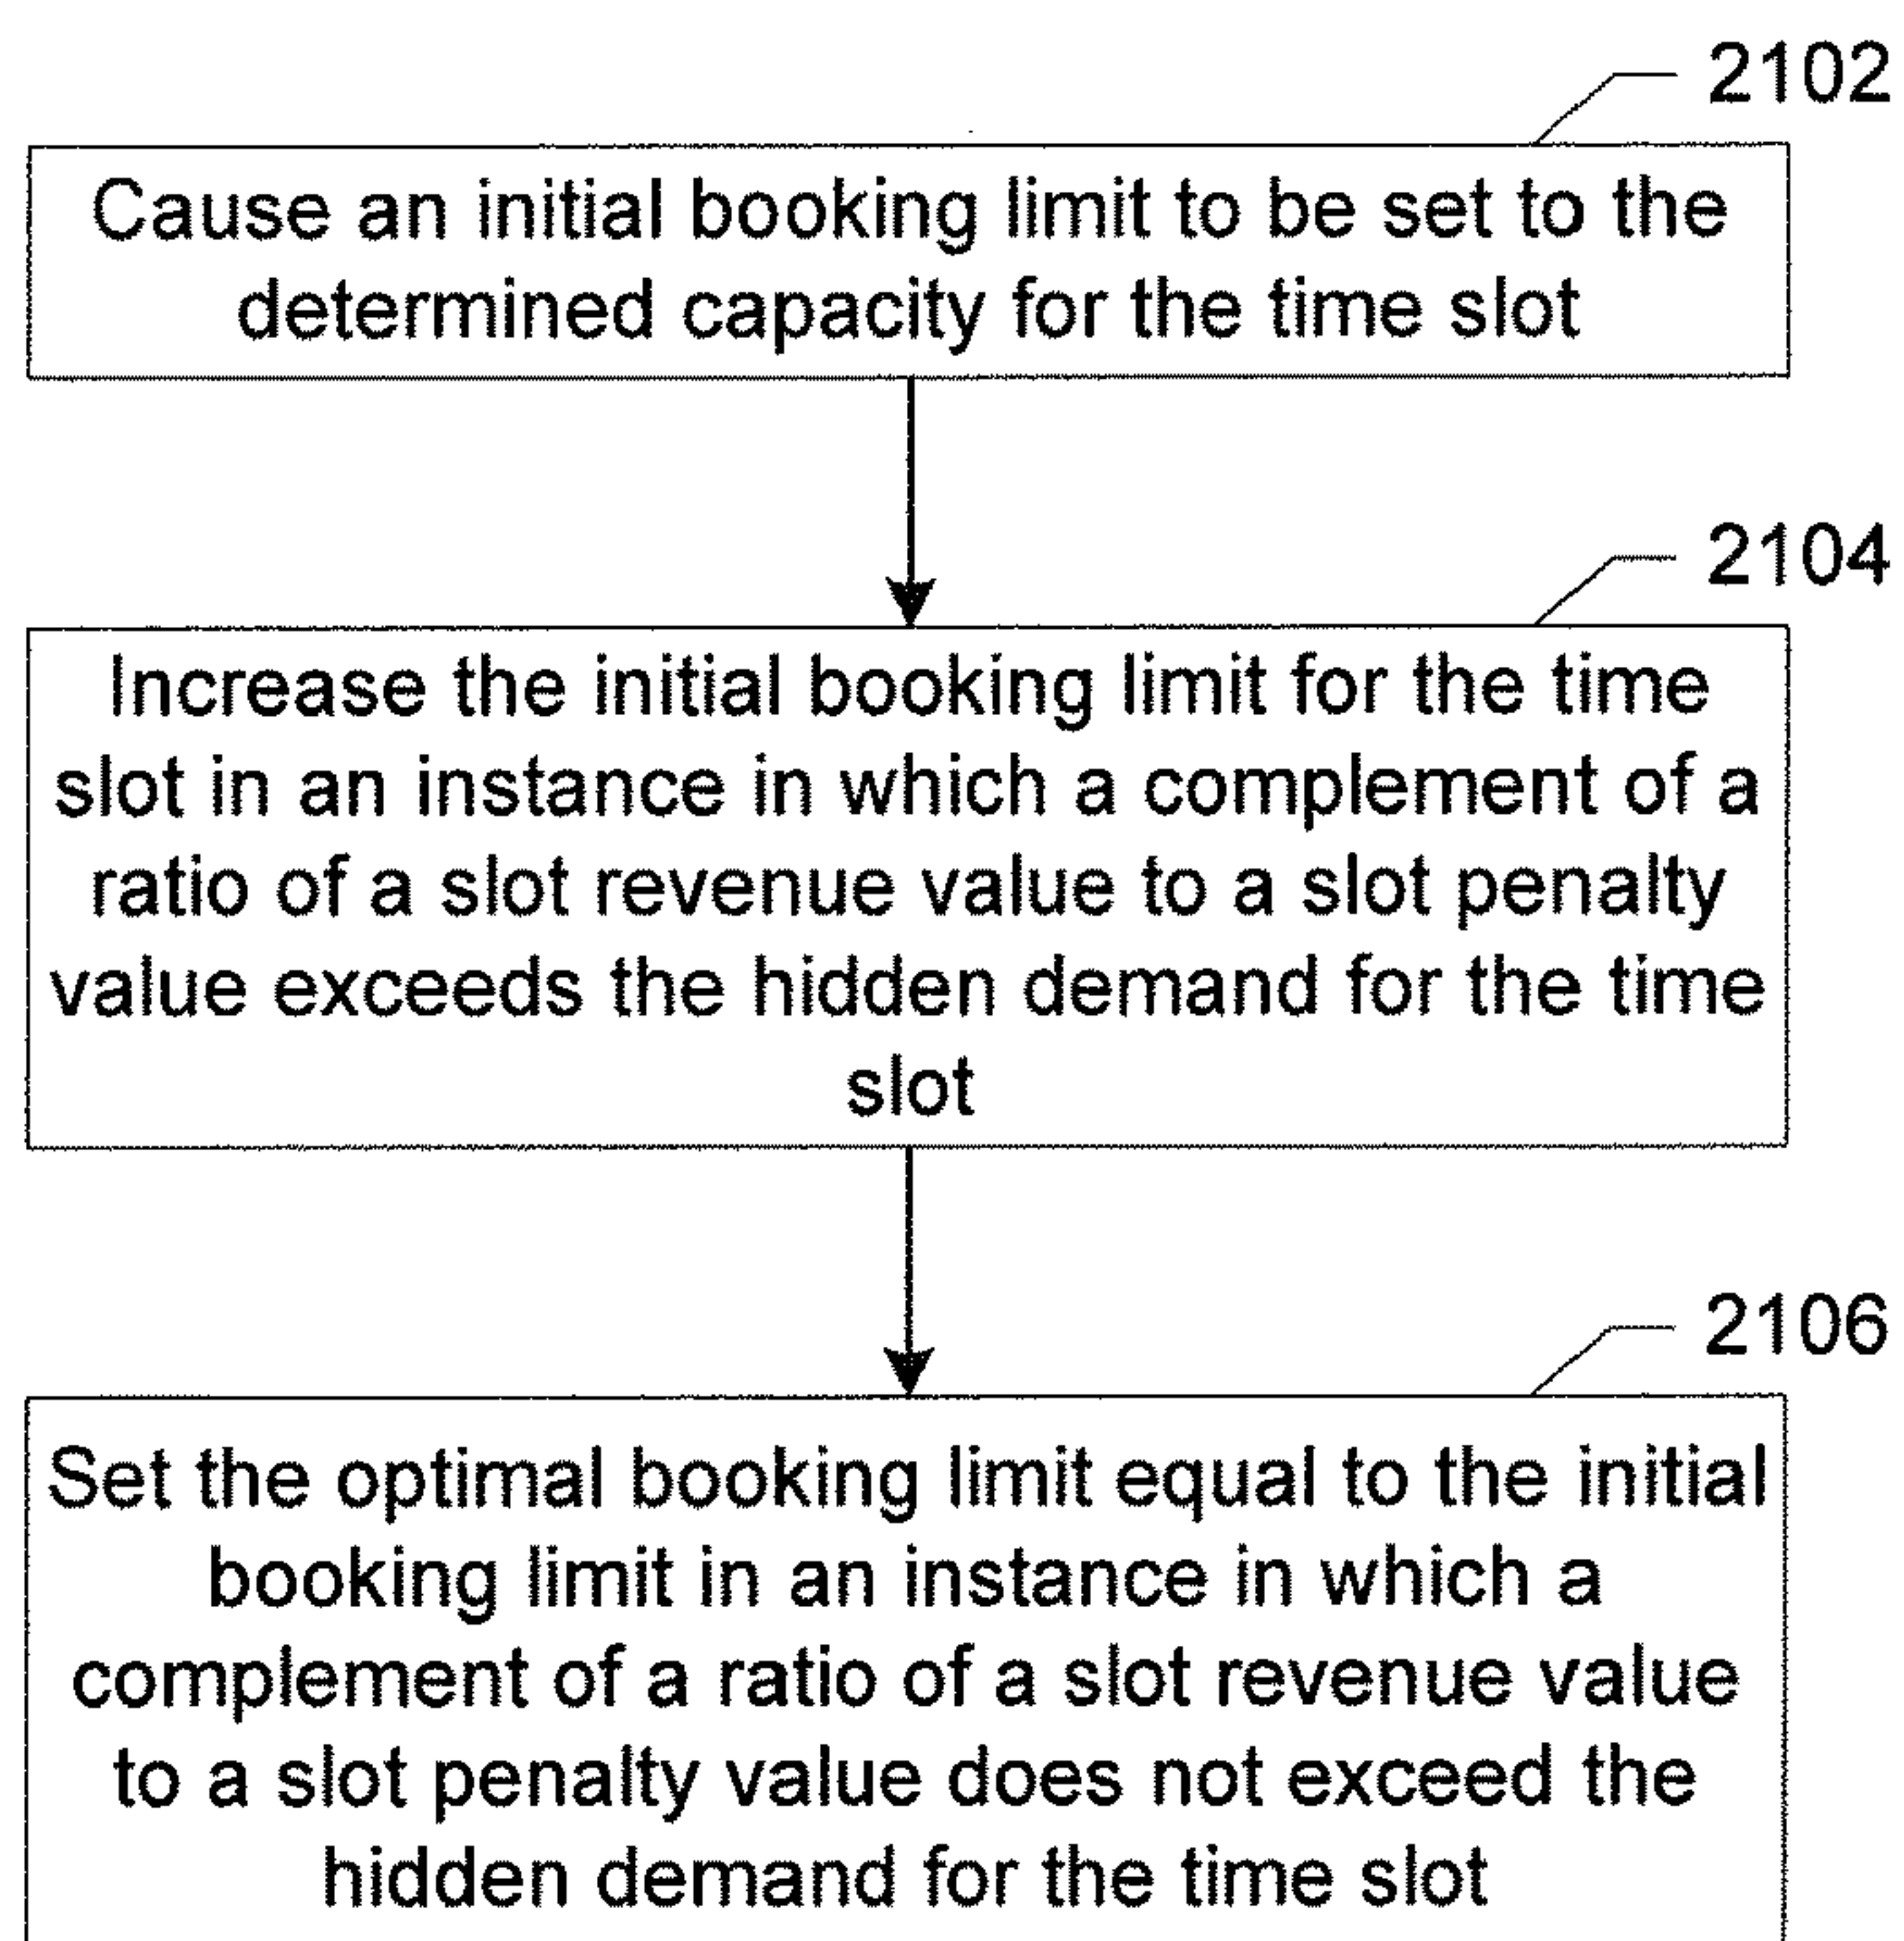 2102
Cause an initial booking limit to be set to the
determined capacity for the time slot
2104
Increase the initial booking limit for the time
slot in an instance in which a complement of a
ratio of a slot revenue value to a slot penalty
value exceeds the hidden demand for the time
slot
2106
Set the optimal booking limit equal to the initial
booking limit in an instance in which a
complement of a ratio of a slot revenue value
to a slot penalty value does not exceed the
hidden demand for the time slot